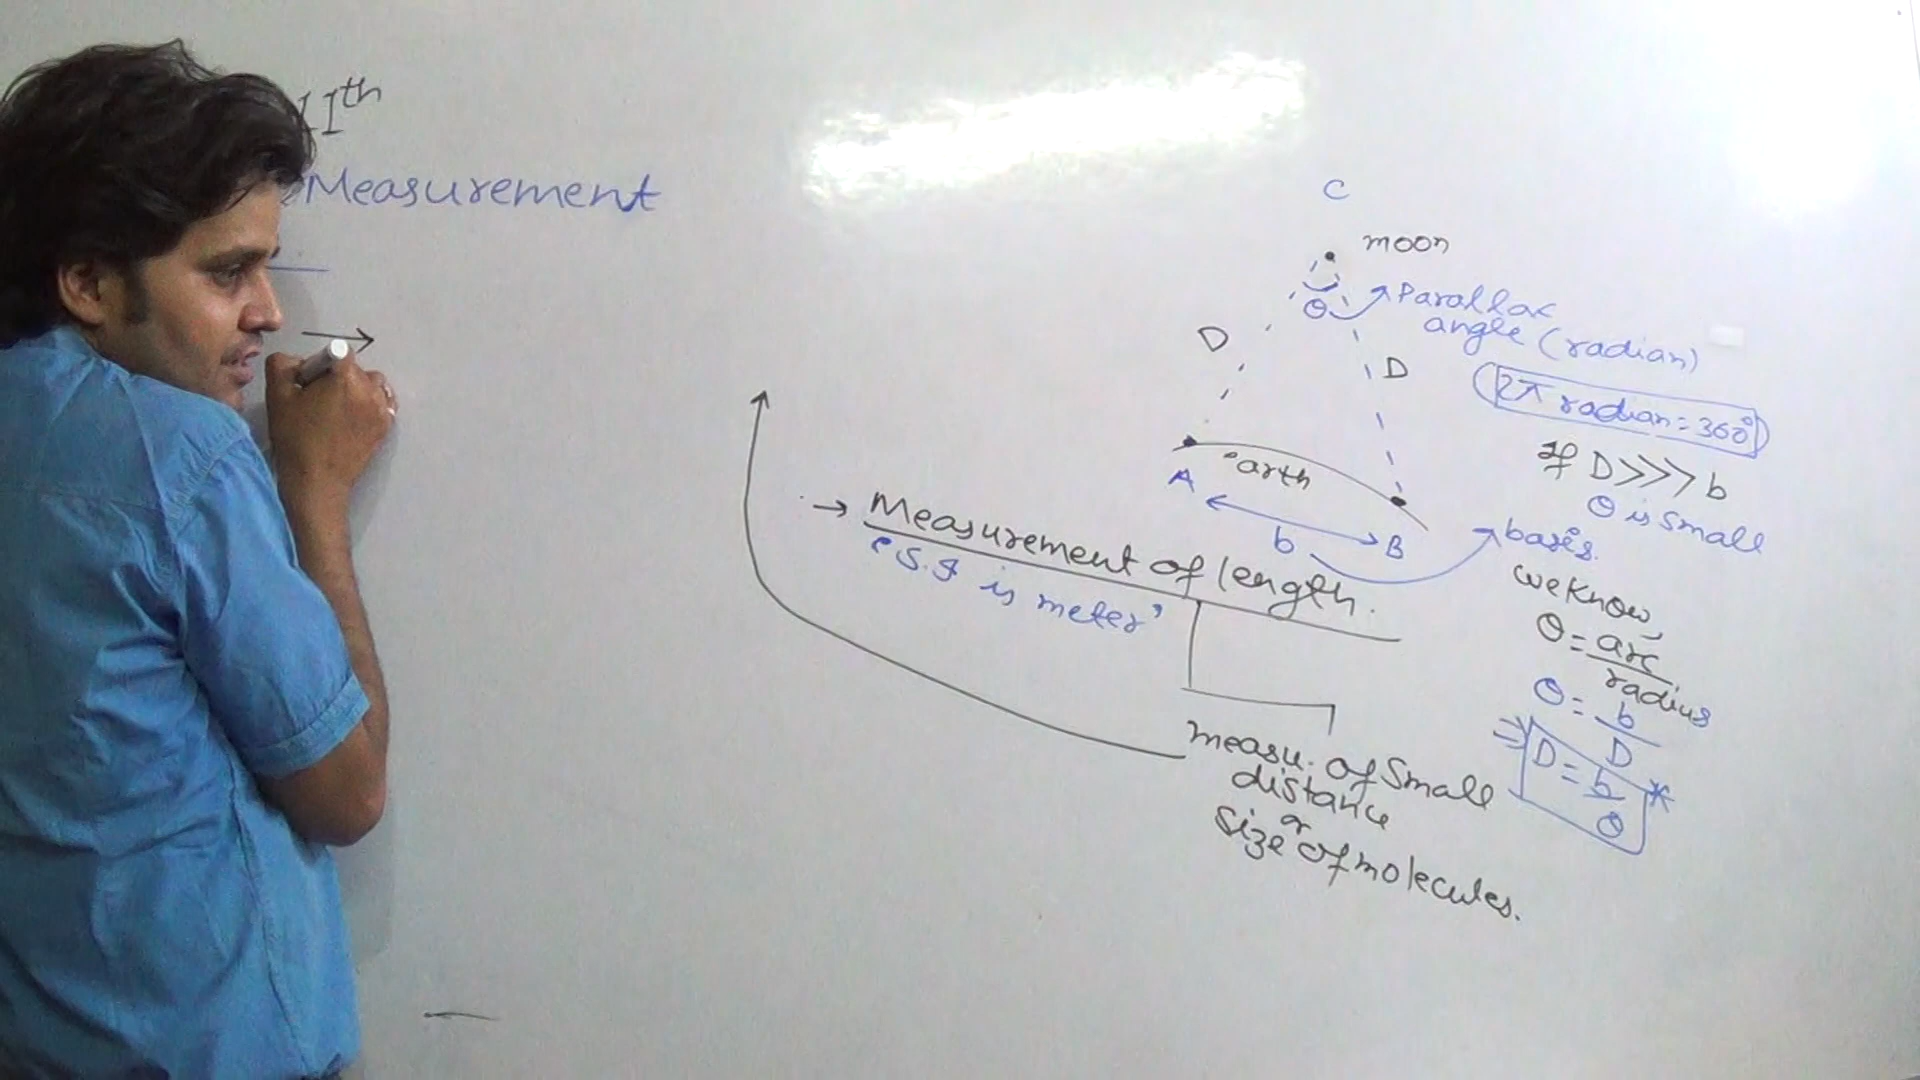 11th
Measurement
C
moon
θ
Parallax
angle (radian)
D
D
2π radian = 360°
If D>>>> b
θ is small
earth
A
b
B
basis.
→ Measurement of length.
"S.I is meter"
we know,
θ = arc/radius
θ = b/D
⇒ D = b/θ *
measu. of small
distance
or
size of molecules.